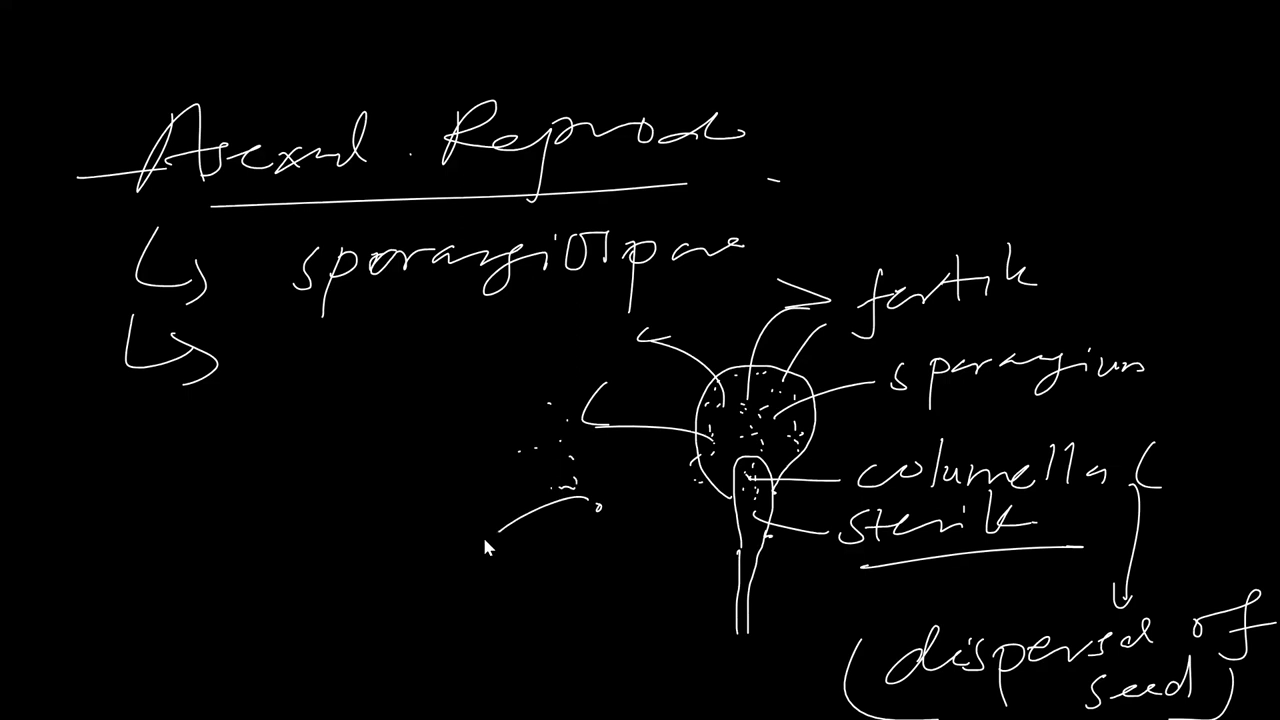 Asexual . Reprod
sporangiospore
fertile
sporangium
columella (
sterile
(dispersal of
seed)